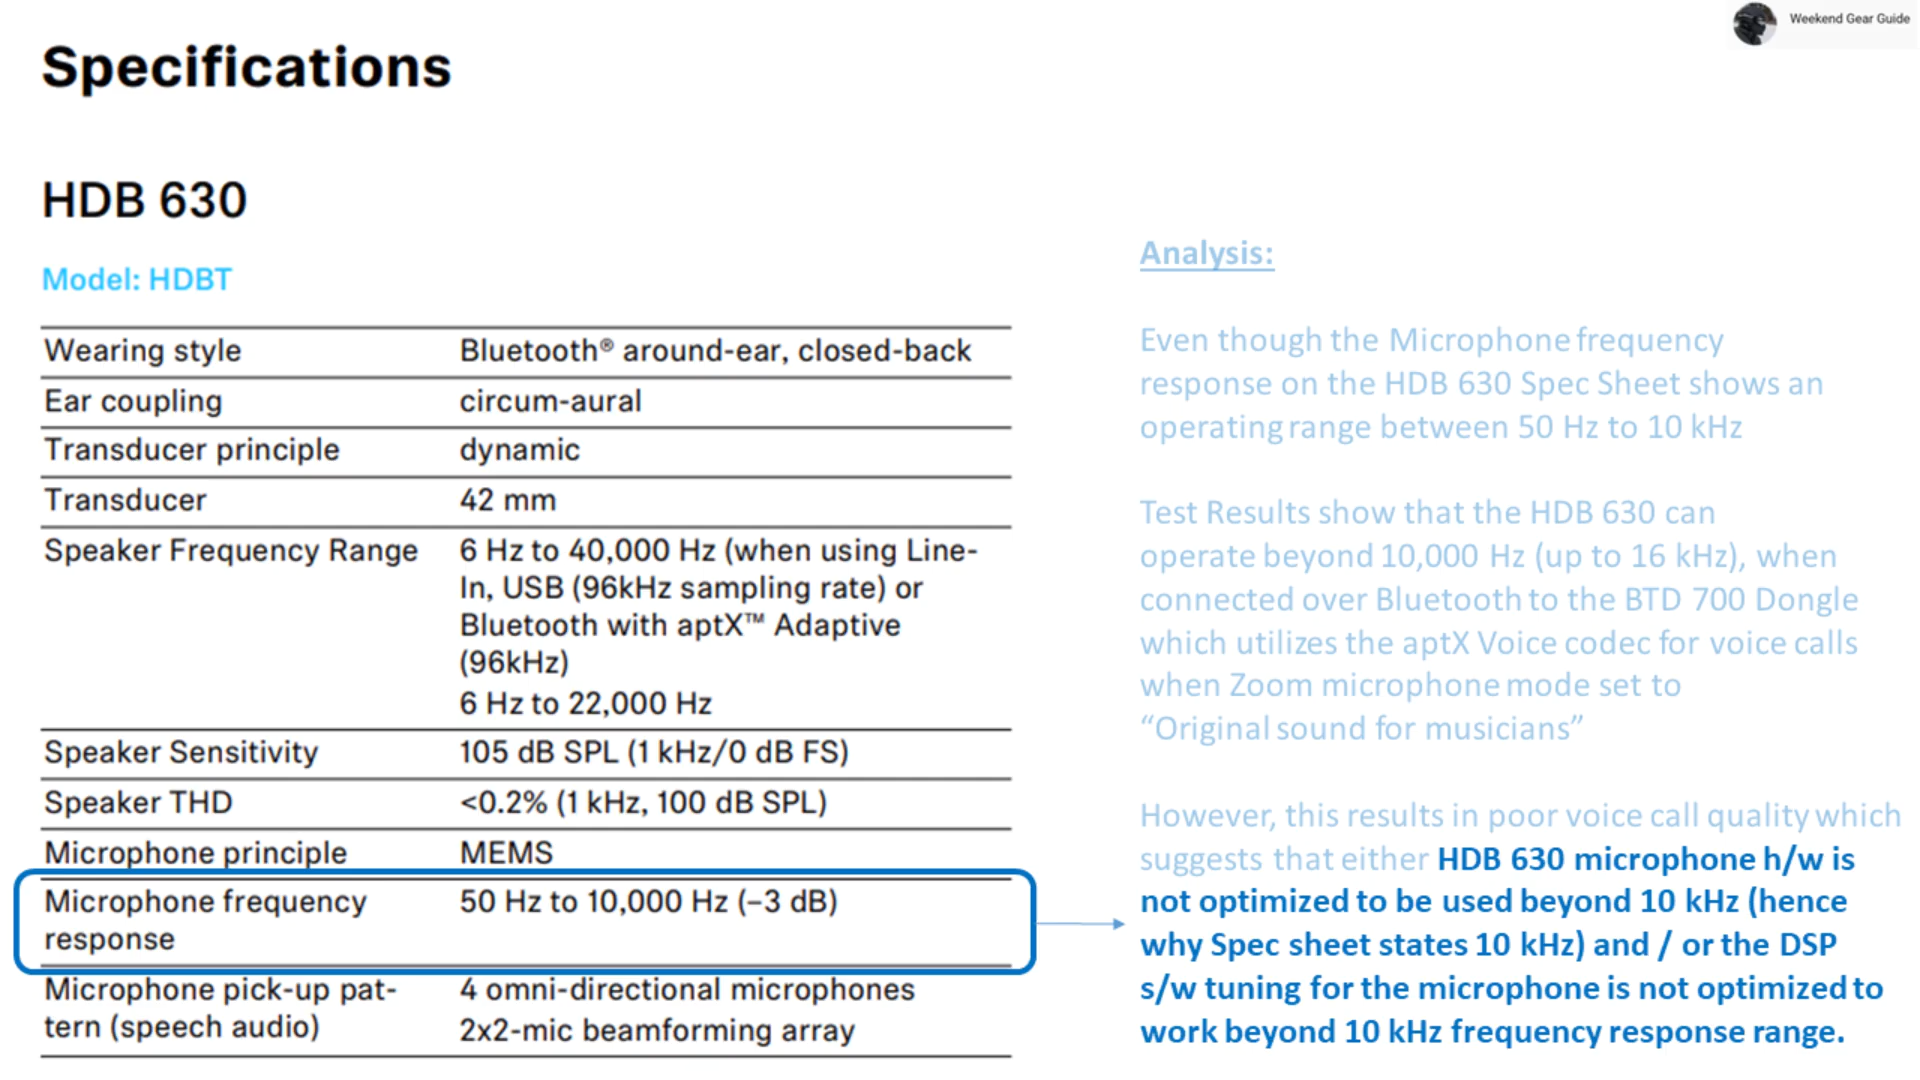 Weekend Gear Guide
Specifications
HDB 630
Model: HDBT
Wearing style Bluetooth® around-ear, closed-back
Ear coupling circum-aural
Transducer principle dynamic
Transducer 42 mm
Speaker Frequency Range 6 Hz to 40,000 Hz (when using Line-
In, USB (96kHz sampling rate) or
Bluetooth with aptX™ Adaptive
(96kHz)
6 Hz to 22,000 Hz
Speaker Sensitivity 105 dB SPL (1 kHz/0 dB FS)
Speaker THD <0.2% (1 kHz, 100 dB SPL)
Microphone principle MEMS
Microphone frequency 50 Hz to 10,000 Hz (−3 dB)
response
Microphone pick-up pat- 4 omni-directional microphones
tern (speech audio) 2x2-mic beamforming array
Analysis:
Even though the Microphone frequency
response on the HDB 630 Spec Sheet shows an
operating range between 50 Hz to 10 kHz
Test Results show that the HDB 630 can
operate beyond 10,000 Hz (up to 16 kHz), when
connected over Bluetooth to the BTD 700 Dongle
which utilizes the aptX Voice codec for voice calls
when Zoom microphone mode set to
“Original sound for musicians”
However, this results in poor voice call quality which
suggests that either HDB 630 microphone h/w is
not optimized to be used beyond 10 kHz (hence
why Spec sheet states 10 kHz) and / or the DSP
s/w tuning for the microphone is not optimized to
work beyond 10 kHz frequency response range.